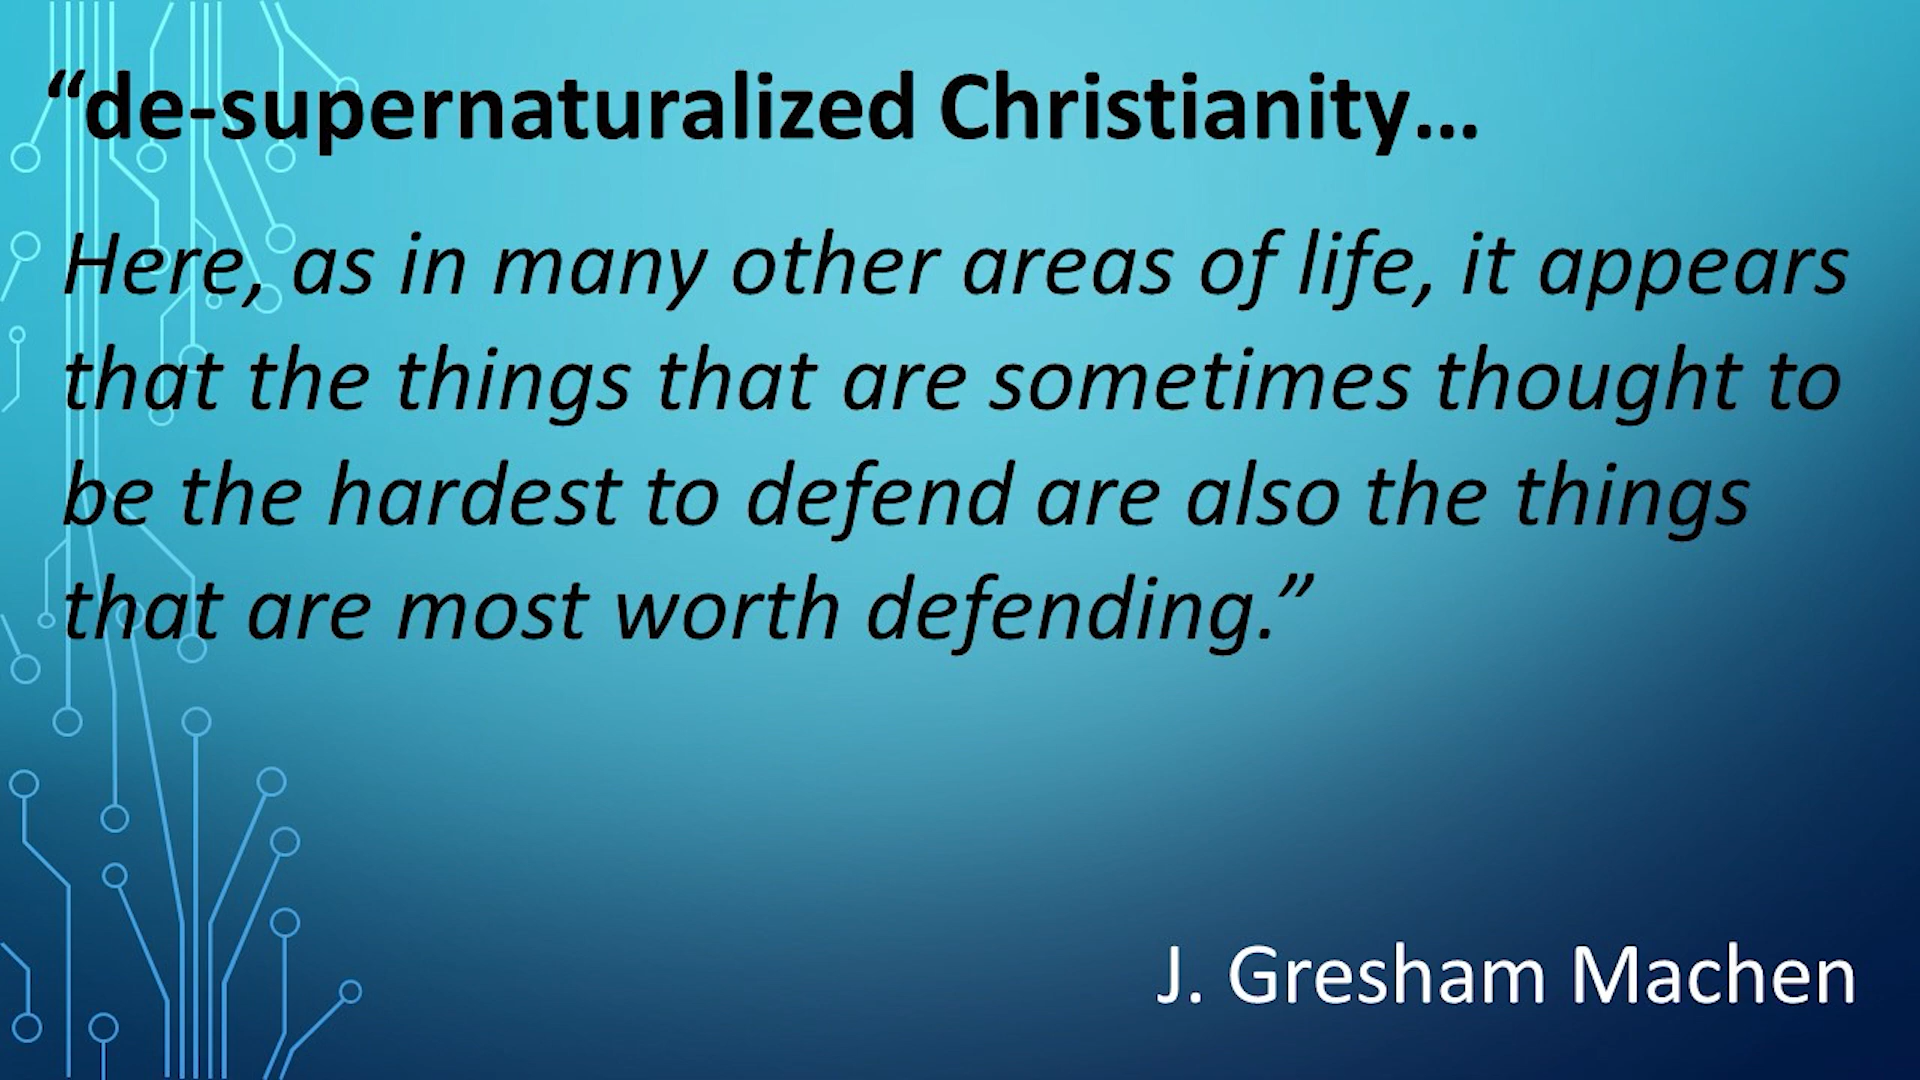 “de-supernaturalized Christianity...
Here, as in many other areas of life, it appears
that the things that are sometimes thought to
be the hardest to defend are also the things
that are most worth defending.”
J. Gresham Machen